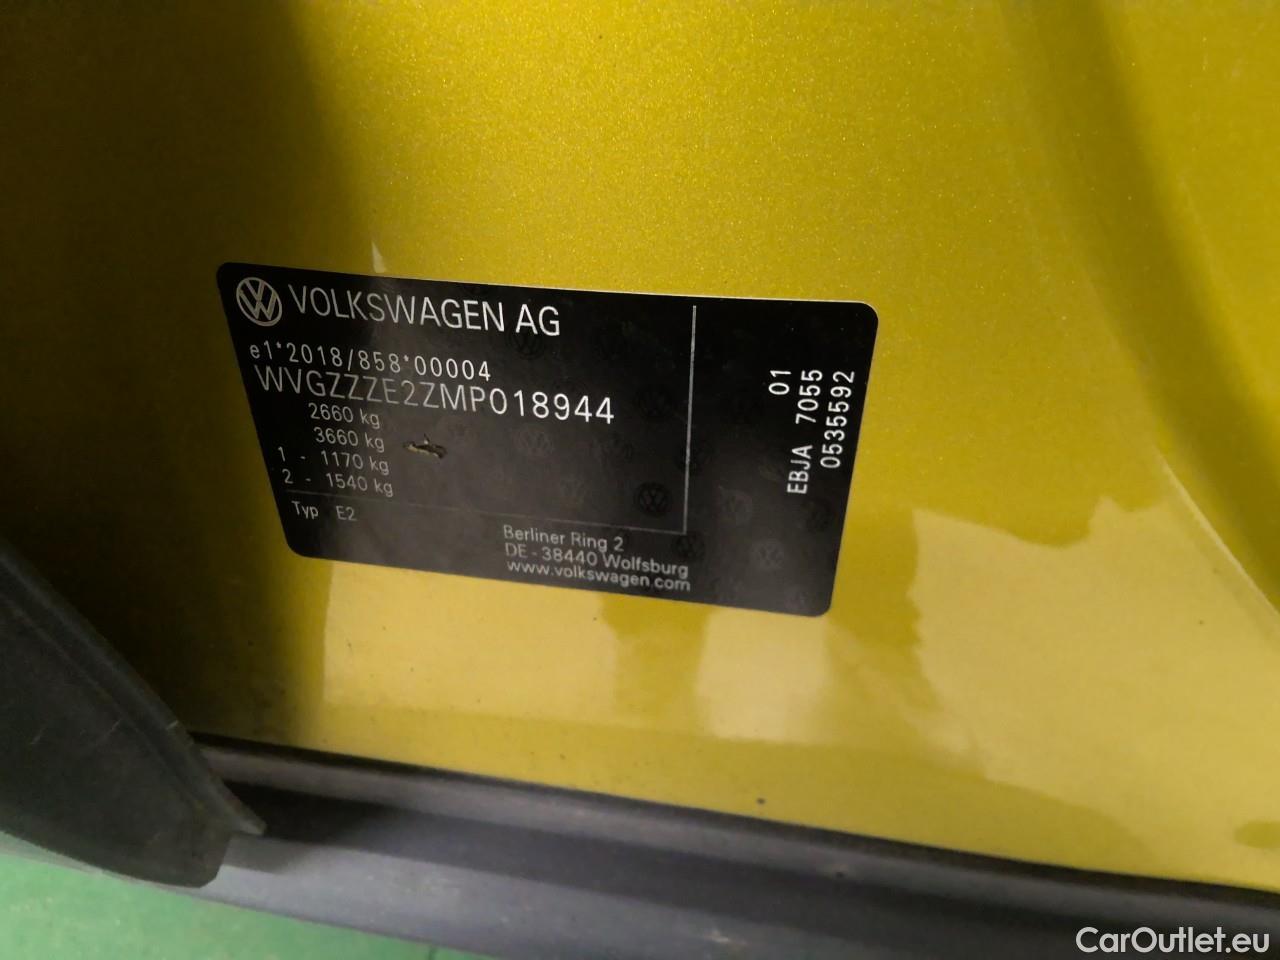 VOLKSWAGEN AG
e1*2018/858*00004
WVGZZZE2ZMP018944
2660 kg
3660 kg
1 - 1170 kg
2 - 1540 kg
Typ E2
Berliner Ring 2
DE - 38440 Wolfsburg
www.volkswagen.com
01
EBJA 7055
0535592
CarOutlet.eu